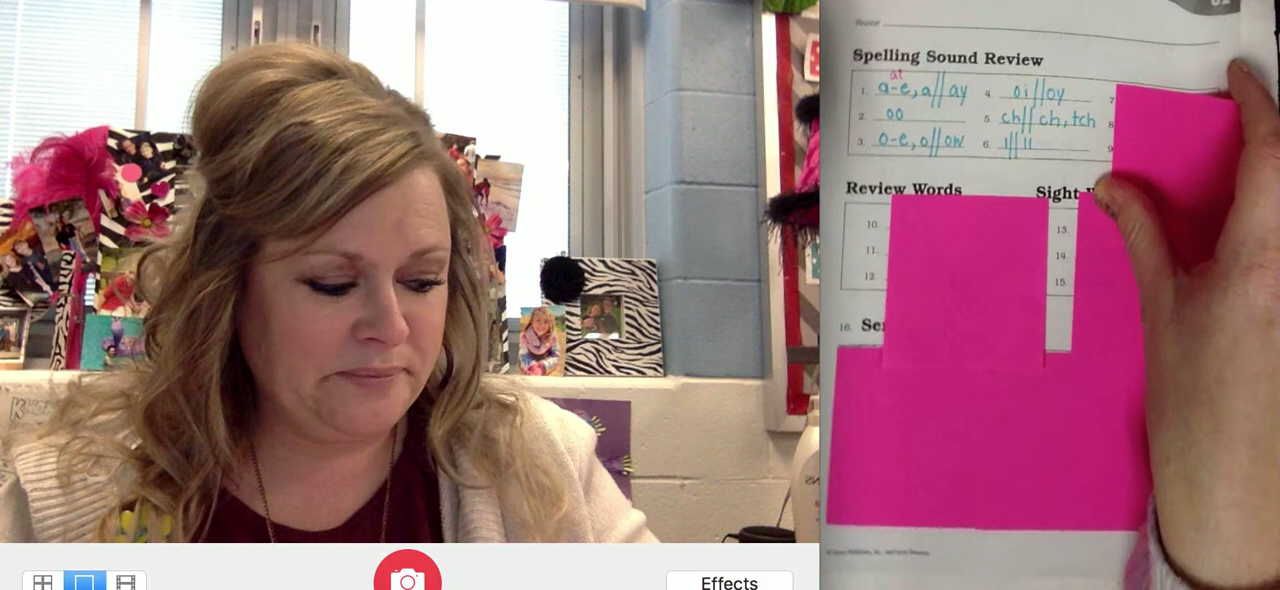 Name
Spelling Sound Review
ai
1. a-e, a//ay 4. oi//oy 7
2. oo 5. ch//ch, tch 8
3. o-e, o//ow 6. l//ll 9
Review Words Sight
10.
11.
12.
13.
14.
15.
16. Se
Effects